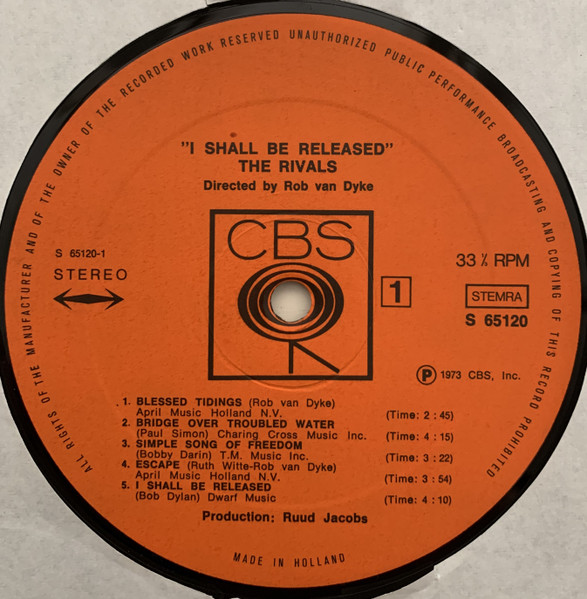 ALL RIGHTS OF THE MANUFACTURER AND OF THE OWNER OF THE RECORDED WORK RESERVED UNAUTHORIZED PUBLIC PERFORMANCE BROADCASTING AND COPYING OF THIS RECORD PROHIBITED
"I SHALL BE RELEASED"
THE RIVALS
Directed by Rob van Dyke
CBS
S 65120-1
STEREO
33 ⅓ RPM
1
STEMRA
S 65120
℗ 1973 CBS, Inc.
1. BLESSED TIDINGS (Rob van Dyke)
April Music Holland N.V. (Time: 2 : 45)
2. BRIDGE OVER TROUBLED WATER
(Paul Simon) Charing Cross Music Inc. (Time: 4 : 15)
3. SIMPLE SONG OF FREEDOM
(Bobby Darin) T.M. Music Inc. (Time: 3 : 22)
4. ESCAPE (Ruth Witte-Rob van Dyke)
April Music Holland N.V. (Time: 3 : 54)
5. I SHALL BE RELEASED
(Bob Dylan) Dwarf Music (Time: 4 : 10)
Production: Ruud Jacobs
MADE IN HOLLAND